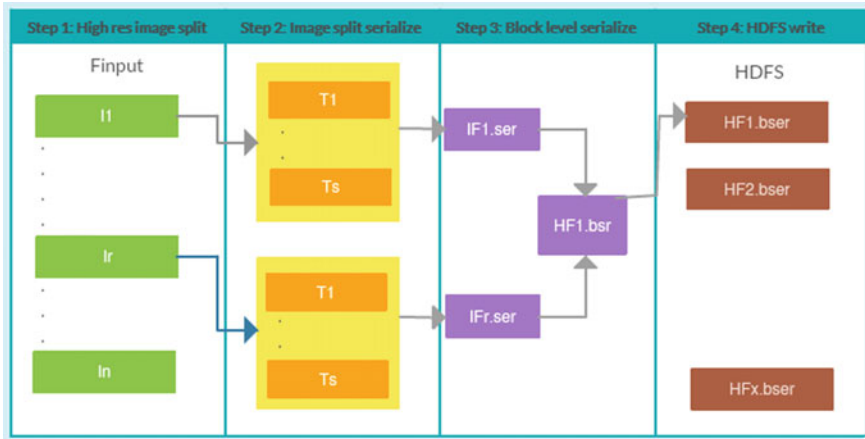 Step 1: High res image split
Step 2: Image split serialize
Step 3: Block level serialize
Step 4: HDFS write
Finput
I1
Ir
In
T1
Ts
T1
Ts
IF1.ser
HF1.bsr
IFr.ser
HDFS
HF1.bser
HF2.bser
HFx.bser